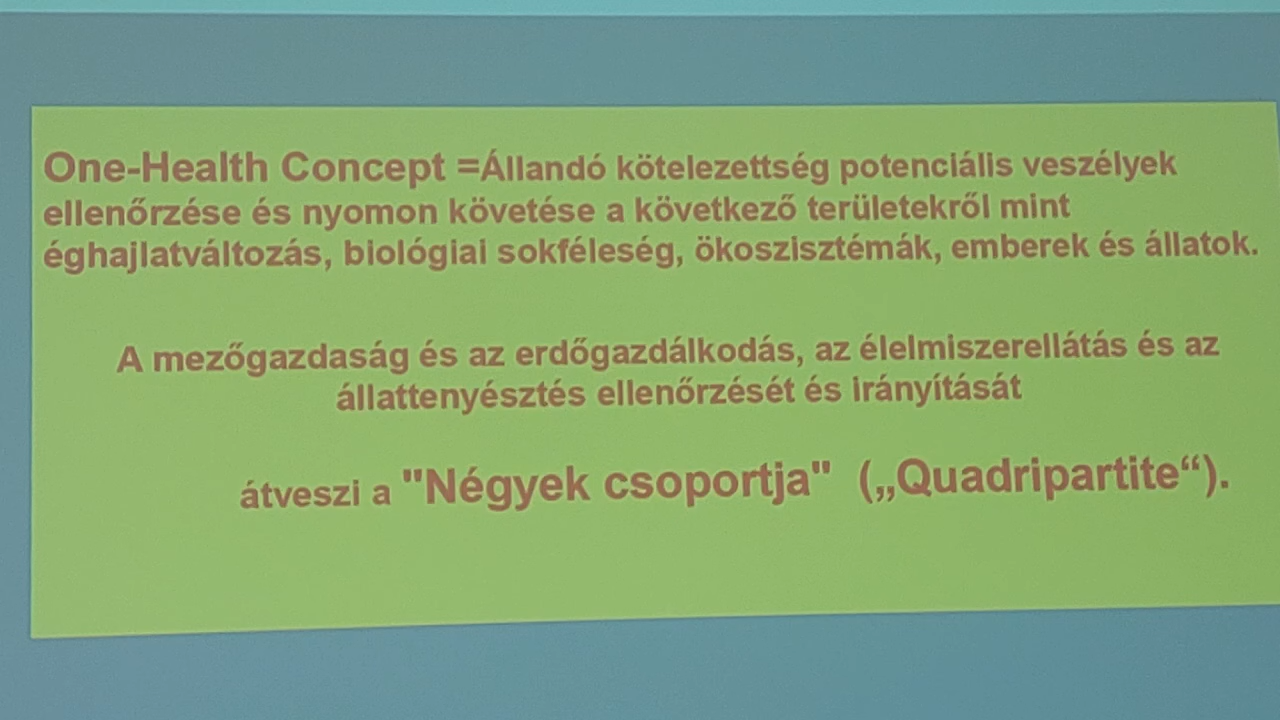 One-Health Concept =Állandó kötelezettség potenciális veszélyek
ellenőrzése és nyomon követése a következő területekről mint
éghajlatváltozás, biológiai sokféleség, ökoszisztémák, emberek és állatok.
A mezőgazdaság és az erdőgazdálkodás, az élelmiszerellátás és az
állattenyésztés ellenőrzését és irányítását
átveszi a "Négyek csoportja" („Quadripartite“).